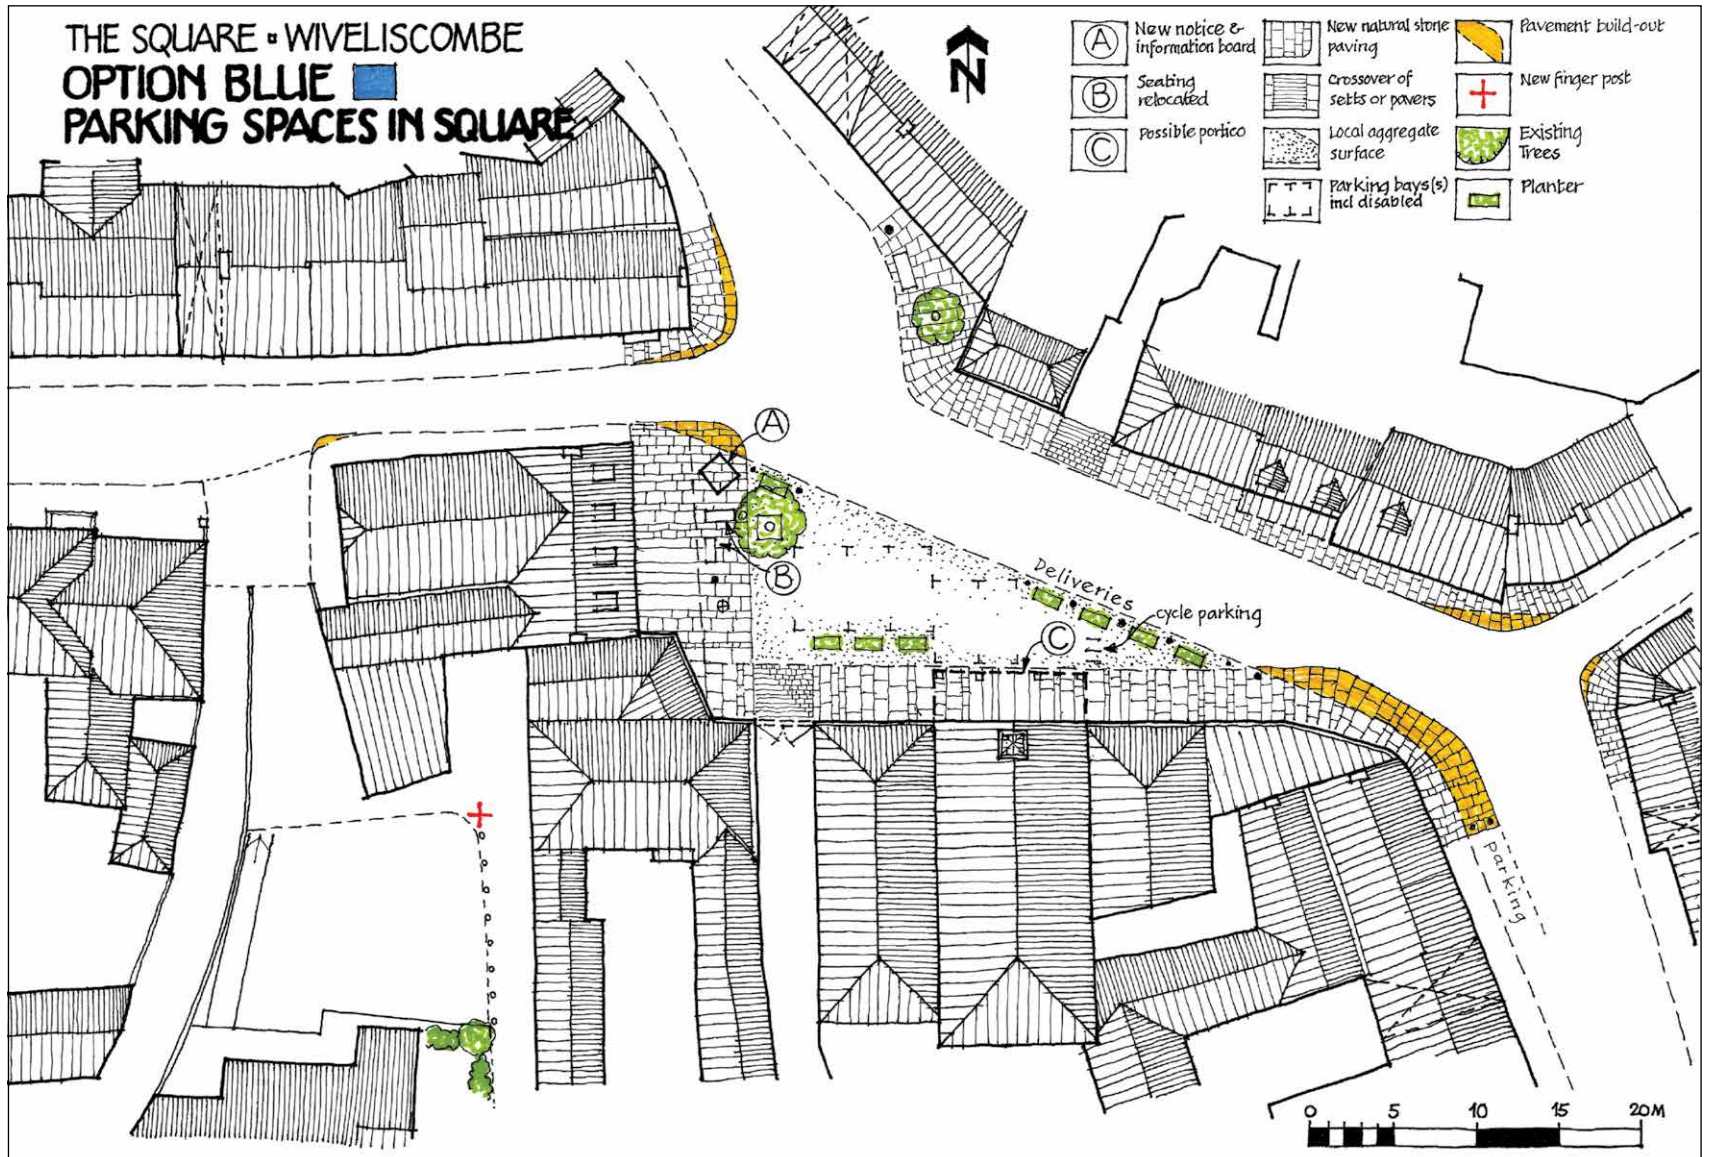 THE SQUARE ▫ WIVELISCOMBE
OPTION BLUE
PARKING SPACES IN SQUARE
N
A
New notice &
information board
B
Seating
relocated
C
Possible portico
New natural stone
paving
Crossover of
setts or pavers
Local aggregate
surface
Parking bays(s)
incl disabled
Pavement build-out
New finger post
Existing
Trees
Planter
A
B
Deliveries
cycle parking
C
Parking
0 5 10 15 20M